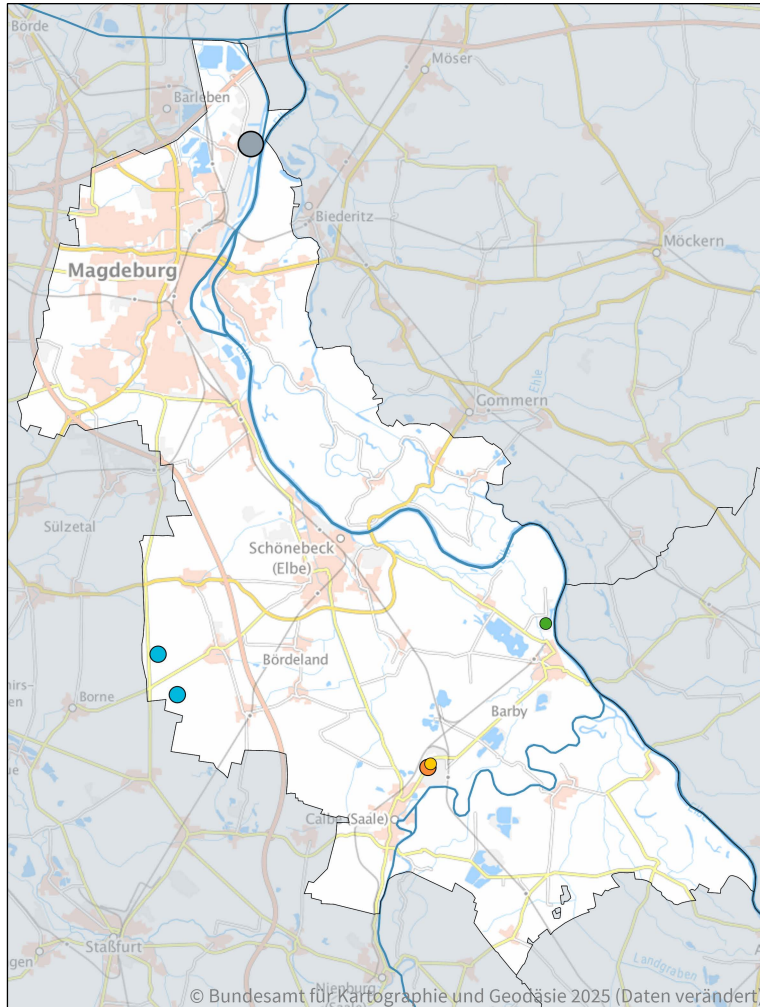 Börde
Möser
Barleben
Biederitz
Möckern
Magdeburg
Ehle
Gommern
Sülzetal
Schönebeck
(Elbe)
Bördeland
Borne
Barby
Calbe (Saale)
Staßfurt
Landgraben
Nienburg
© Bundesamt für Kartographie und Geodäsie 2025 (Daten verändert)